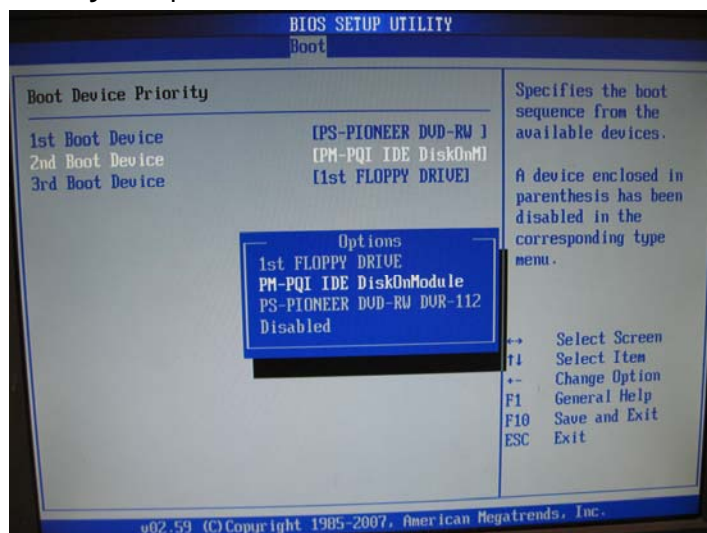 BIOS SETUP UTILITY
Boot
Boot Device Priority
1st Boot Device [PS-PIONEER DVD-RW ]
2nd Boot Device [PM-PQI IDE DiskOnM]
3rd Boot Device [1st FLOPPY DRIVE]
Options
1st FLOPPY DRIVE
PM-PQI IDE DiskOnModule
PS-PIONEER DVD-RW DVR-112
Disabled
Specifies the boot
sequence from the
available devices.
A device enclosed in
parenthesis has been
disabled in the
corresponding type
menu.
↔ Select Screen
↑↓ Select Item
+- Change Option
F1 General Help
F10 Save and Exit
ESC Exit
v02.59 (C)Copyright 1985-2007, American Megatrends, Inc.